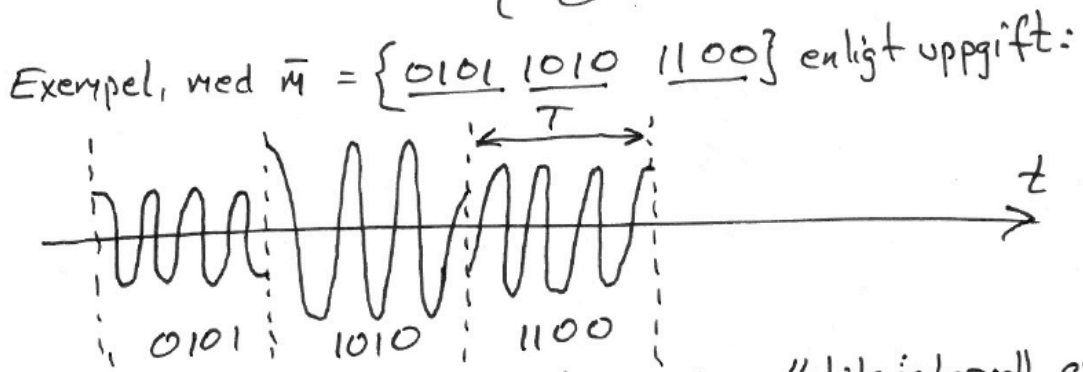 Exempel, med m̄ = {0101 1010 1100} enligt uppgift:
T
t
0101 1010 1100